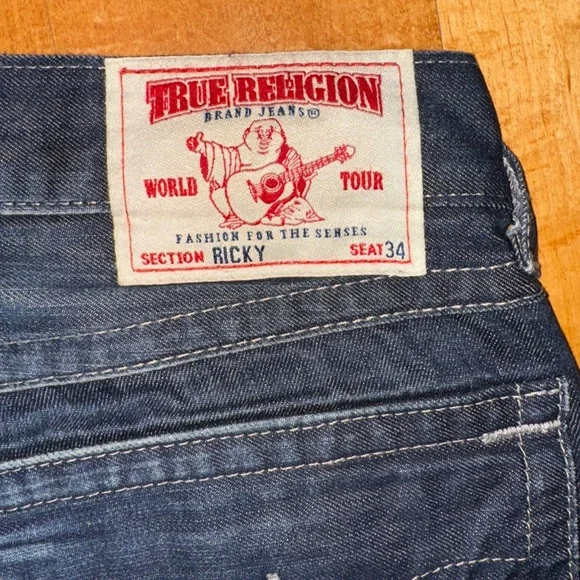 TRUE RELIGION
BRAND JEANS®
WORLD TOUR
FASHION FOR THE SENSES
SECTION RICKY SEAT 34